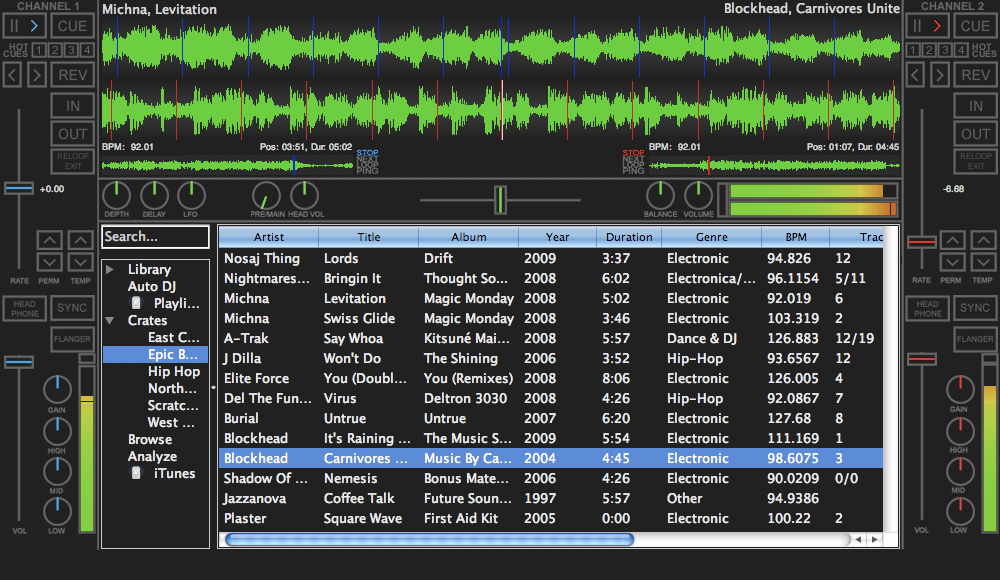 CHANNEL 1
Michna, Levitation
Blockhead, Carnivores Unite
CHANNEL 2
CUE
CUE
HOT CUES 1 2 3 4
1 2 3 4 HOT CUES
REV
REV
IN
IN
OUT
OUT
RELOOP EXIT
RELOOP EXIT
BPM: 92.01
Pos: 03:51, Dur: 05:02
STOP
NEXT
LOOP
PING
STOP
NEXT
LOOP
PING
BPM: 92.01
Pos: 01:07, Dur: 04:45
+0.00
-6.68
DEPTH DELAY LFO PRE/MAIN HEAD VOL
BALANCE VOLUME
RATE PERM TEMP
RATE PERM TEMP
HEAD PHONE
SYNC
HEAD PHONE
SYNC
FLANGER
FLANGER
GAIN
HIGH
MID
LOW
VOL
GAIN
HIGH
MID
LOW
VOL
Search...
Library
Auto DJ
Playli...
Crates
East C...
Epic B...
Hip Hop
North...
Scratc...
West ...
Browse
Analyze
iTunes
Artist Title Album Year Duration Genre BPM Trac
Nosaj Thing Lords Drift 2009 3:37 Electronic 94.826 12
Nightmares... Bringin It Thought So... 2008 6:02 Electronica/... 96.1154 5/11
Michna Levitation Magic Monday 2008 5:02 Electronic 92.019 6
Michna Swiss Glide Magic Monday 2008 3:46 Electronic 103.319 2
A-Trak Say Whoa Kitsuné Mai... 2008 5:44 Dance & DJ 126.883 12/19
J Dilla Won't Do The Shining 2006 3:52 Hip-Hop 93.6567 12
Elite Force You (Doubl... You (Remixes) 2008 8:06 Electronic 126.005 4
Del The Fun... Virus Deltron 3030 2008 4:26 Hip-Hop 92.0867 7
Burial Untrue Untrue 2007 6:20 Electronic 127.68 8
Blockhead It's Raining ... The Music S... 2009 5:54 Electronic 111.169 1
Blockhead Carnivores ... Music By Ca... 2004 4:45 Electronic 98.6075 3
Shadow Of ... Nemesis Bonus Mate... 2006 4:26 Electronic 90.0209 0/0
Jazzanova Coffee Talk Future Soun... 1997 5:57 Other 94.9386
Plaster Square Wave First Aid Kit 2005 0:00 Electronic 100.22 2